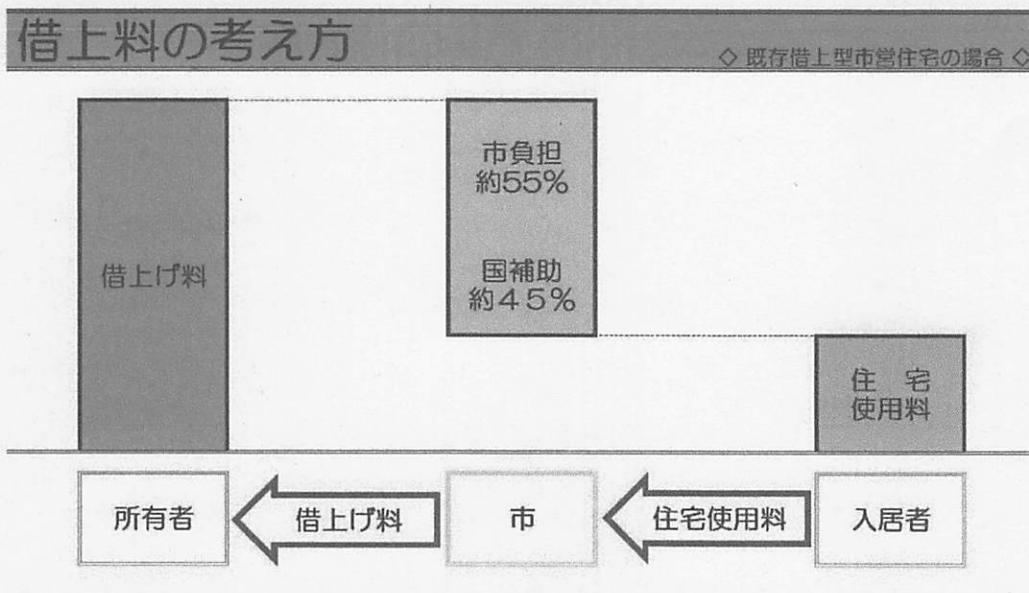 借上料の考え方
◇ 既存借上型市営住宅の場合 ◇
市負担
約55%
借上げ料
国補助
約４５%
住　宅
使用料
所有者
借上げ料
市
住宅使用料
入居者